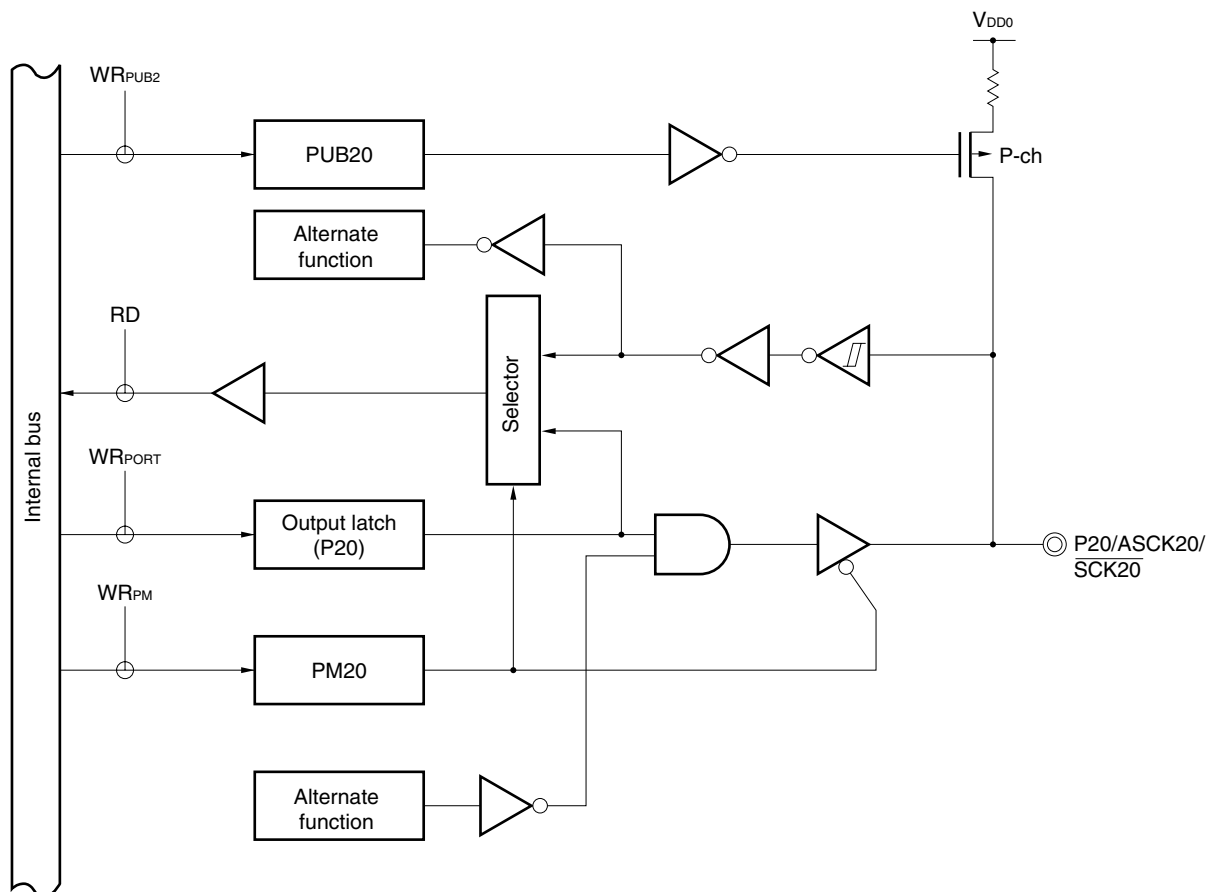 VDD0
WRPUB2
PUB20
P-ch
Alternate
function
RD
Selector
Internal bus
WRPORT
Output latch
(P20)
P20/ASCK20/
SCK20
WRPM
PM20
Alternate
function